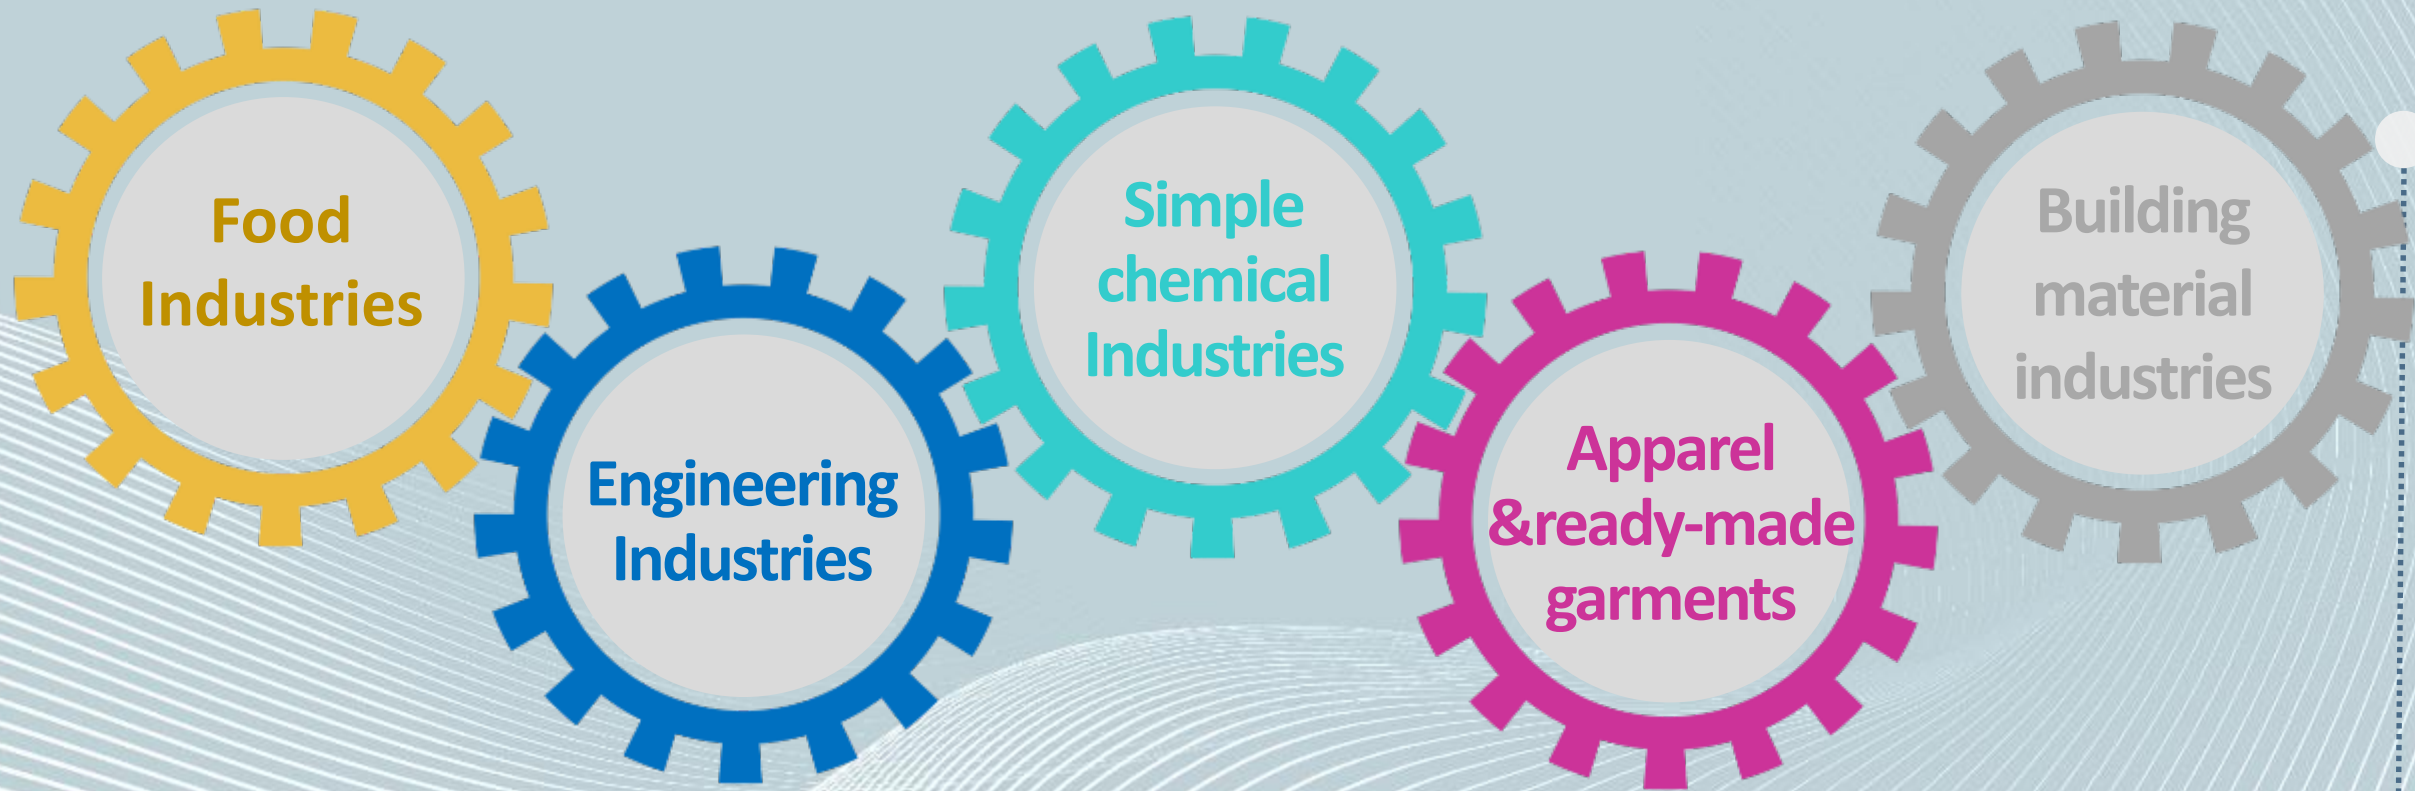 Food
Industries
Engineering
Industries
Simple
chemical
Industries
Apparel
&ready-made
garments
Building
material
industries